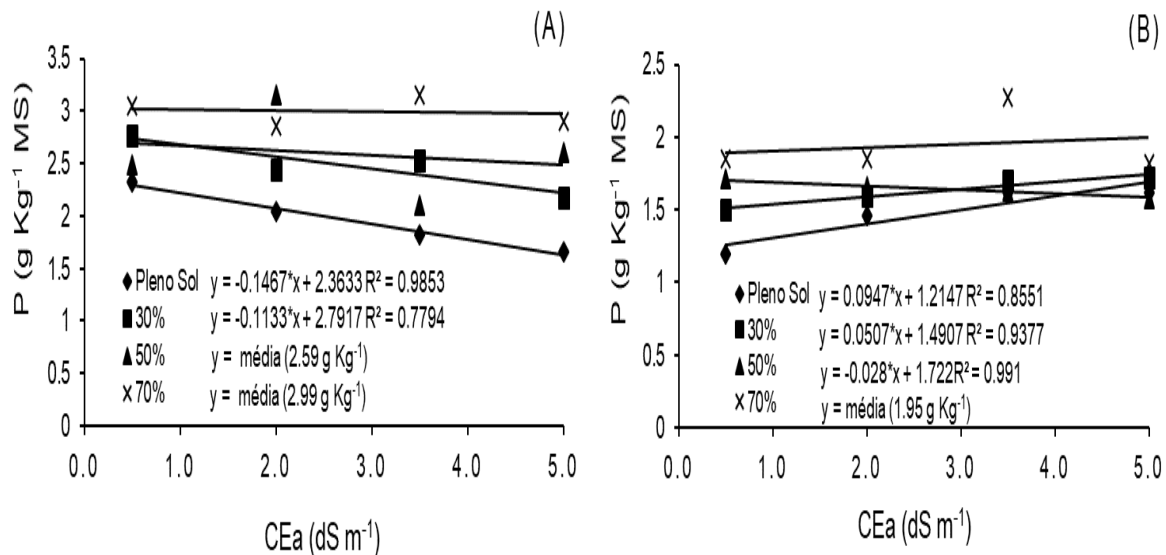 (A)
P (g Kg⁻¹ MS)
3.5
3
2.5
2
1.5
1
0.5
0
Pleno Sol y = -0.1467*x + 2.3633 R² = 0.9853
30% y = -0.1133*x + 2.7917 R² = 0.7794
50% y = média (2.59 g Kg⁻¹)
70% y = média (2.99 g Kg⁻¹)
0.0 1.0 2.0 3.0 4.0 5.0
CEa (dS m⁻¹)
(B)
P (g Kg⁻¹ MS)
2.5
2
1.5
1
0.5
0
Pleno Sol y = 0.0947*x + 1.2147 R² = 0.8551
30% y = 0.0507*x + 1.4907 R² = 0.9377
50% y = -0.028*x + 1.722R² = 0.991
70% y = média (1.95 g Kg⁻¹)
0.0 1.0 2.0 3.0 4.0 5.0
CEa (dS m⁻¹)